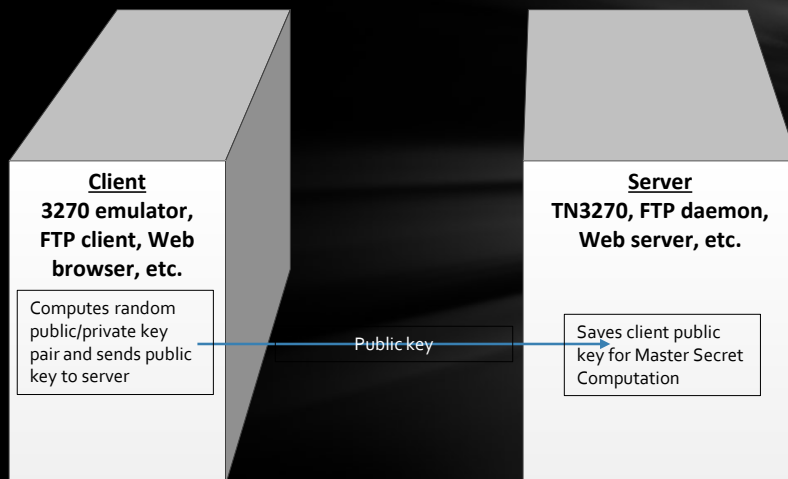 Client
3270 emulator,
FTP client, Web
browser, etc.
Computes random
public/private key
pair and sends public
key to server
Public key
Server
TN3270, FTP daemon,
Web server, etc.
Saves client public
key for Master Secret
Computation